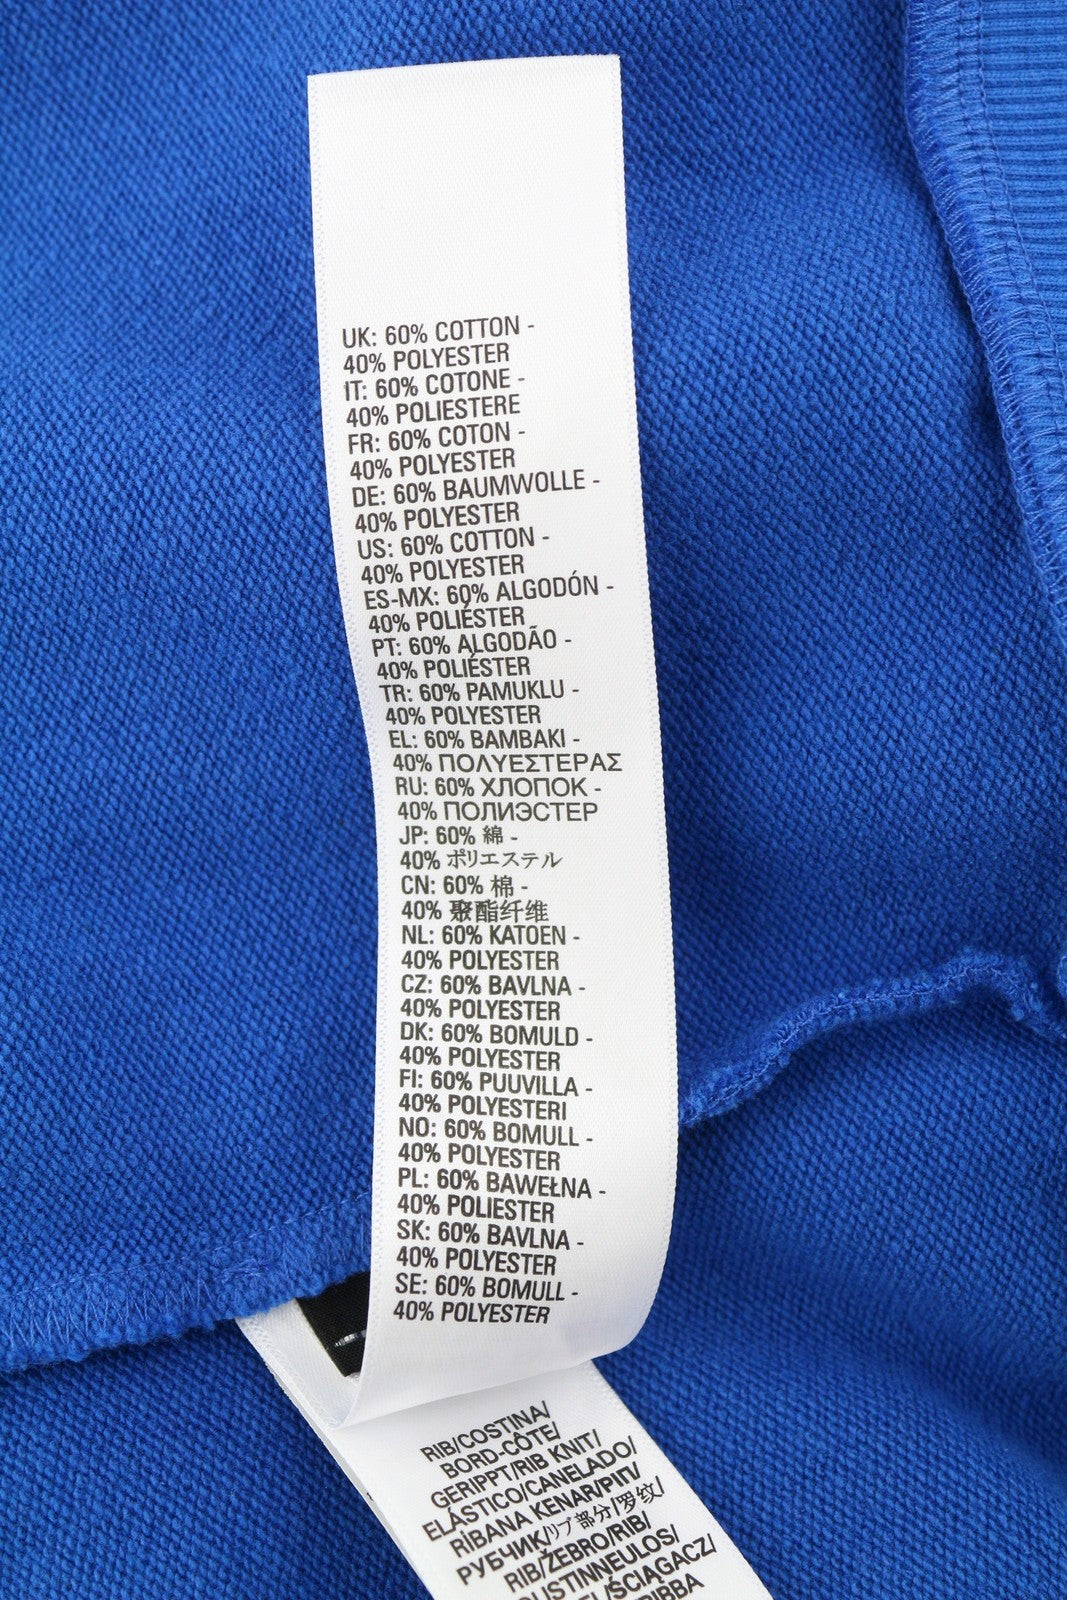 UK: 60% COTTON -
40% POLYESTER
IT: 60% COTONE -
40% POLIESTERE
FR: 60% COTON -
40% POLYESTER
DE: 60% BAUMWOLLE -
40% POLYESTER
US: 60% COTTON -
40% POLYESTER
ES-MX: 60% ALGODÓN -
40% POLIÉSTER
PT: 60% ALGODÃO -
40% POLIÉSTER
TR: 60% PAMUKLU -
40% POLYESTER
EL: 60% ΒΑΜΒΑΚΙ -
40% ΠΟΛΥΕΣΤΕΡΑΣ
RU: 60% ХЛОПОК -
40% ПОЛИЭСТЕР
JP: 60% 綿 -
40% ポリエステル
CN: 60% 棉 -
40% 聚酯纤维
NL: 60% KATOEN -
40% POLYESTER
CZ: 60% BAVLNA -
40% POLYESTER
DK: 60% BOMULD -
40% POLYESTER
FI: 60% PUUVILLA -
40% POLYESTERI
NO: 60% BOMULL -
40% POLYESTER
PL: 60% BAWEŁNA -
40% POLIESTER
SK: 60% BAVLNA -
40% POLYESTER
SE: 60% BOMULL -
40% POLYESTER
RIB/COSTINA/
BORD-CÔTE/
GERIPPT/RIB KNIT/
ELÁSTICO/CANELADO/
RİBANA KENAR/ΡΙΠ/
РУБЧИК/リブ部分/罗纹/
RIB/ŽEBRO/RIB/
/ŚCIĄGACZ/